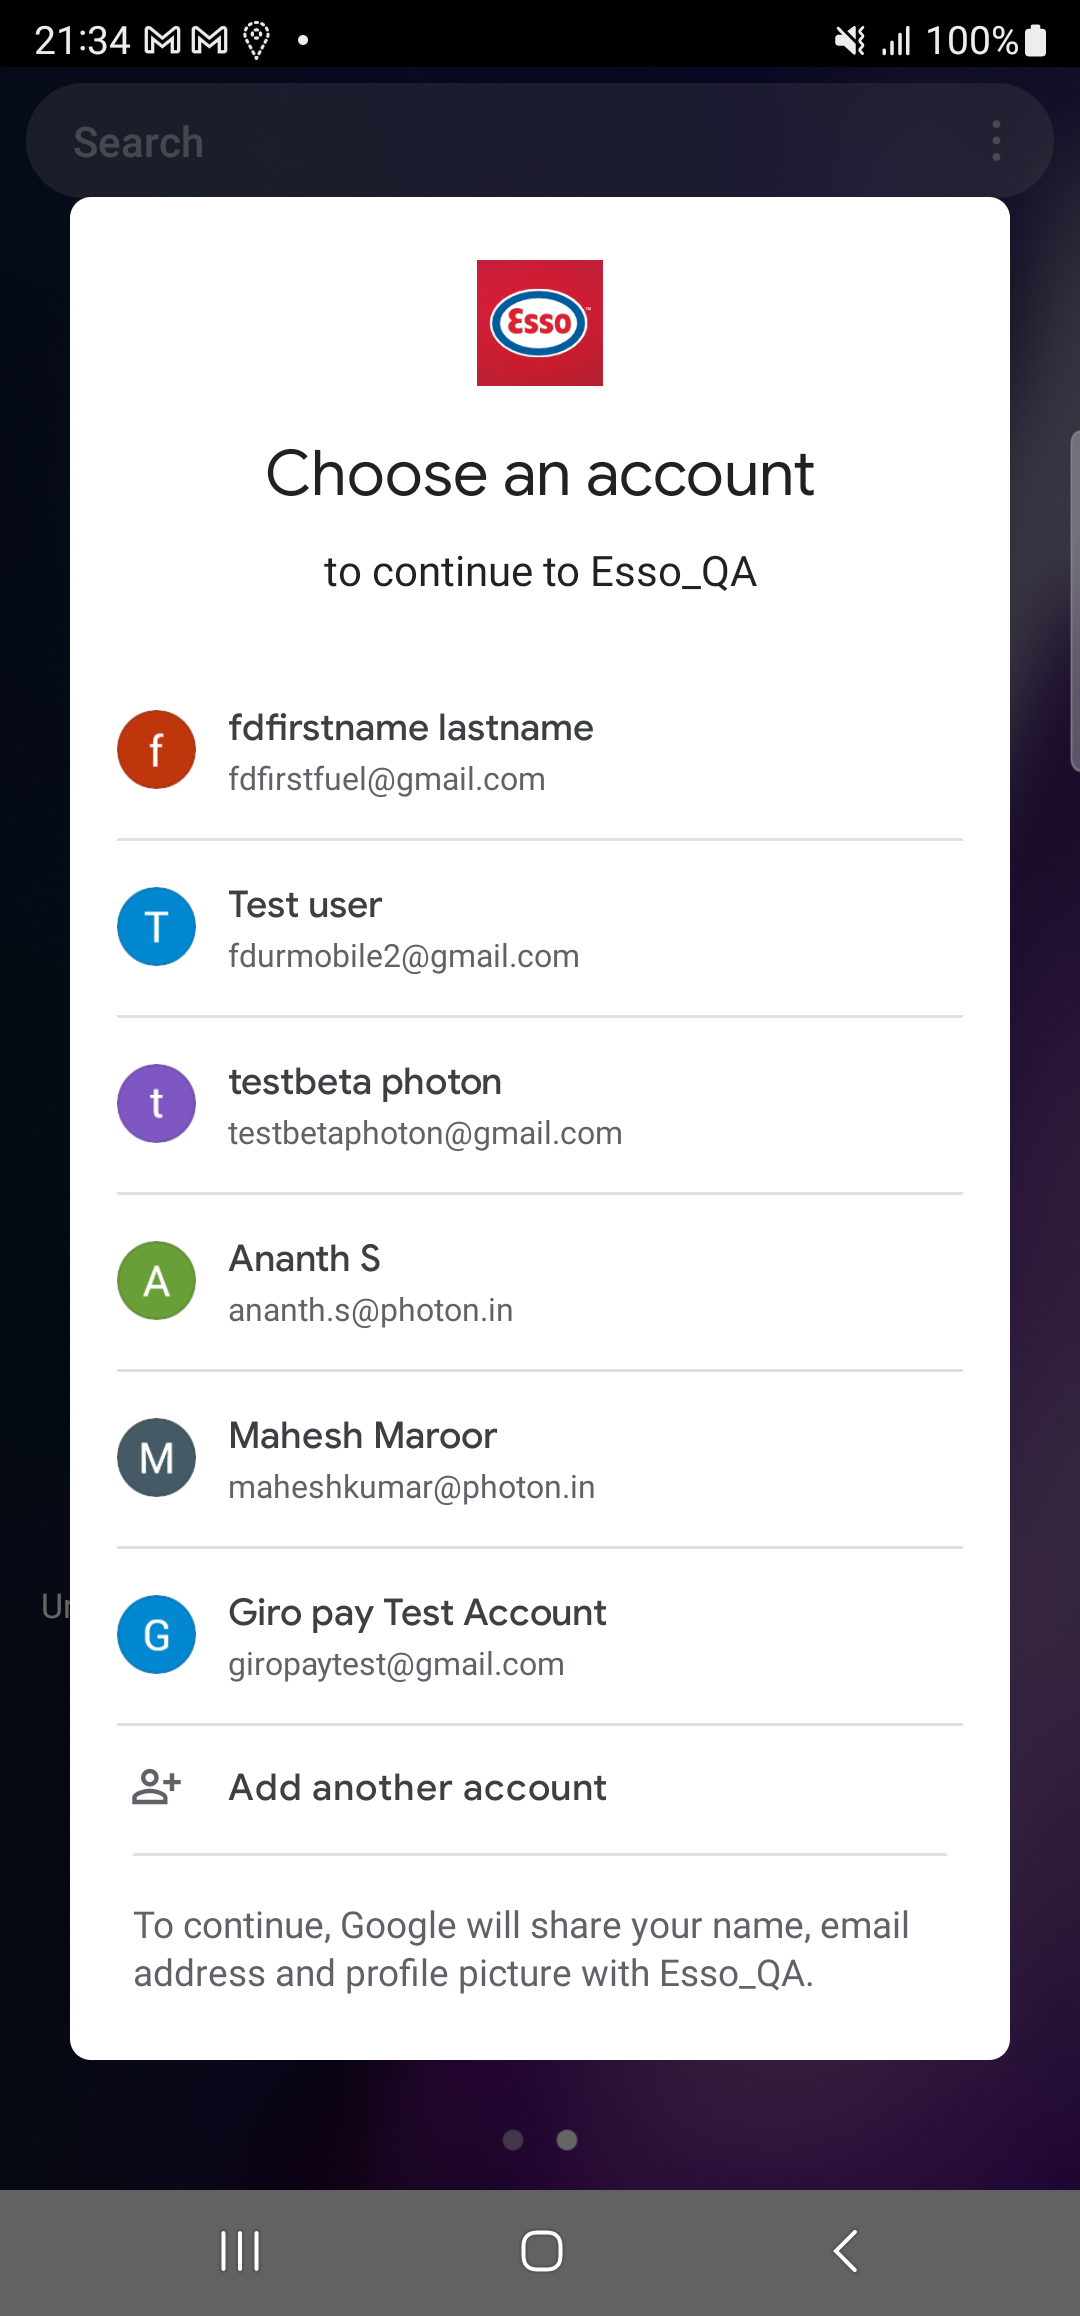 21:34
100%
Search
Esso
Choose an account
to continue to Esso_QA
f
fdfirstname lastname
fdfirstfuel@gmail.com
T
Test user
fdurmobile2@gmail.com
t
testbeta photon
testbetaphoton@gmail.com
A
Ananth S
ananth.s@photon.in
M
Mahesh Maroor
maheshkumar@photon.in
Ur
G
Giro pay Test Account
giropaytest@gmail.com
Add another account
To continue, Google will share your name, email
address and profile picture with Esso_QA.